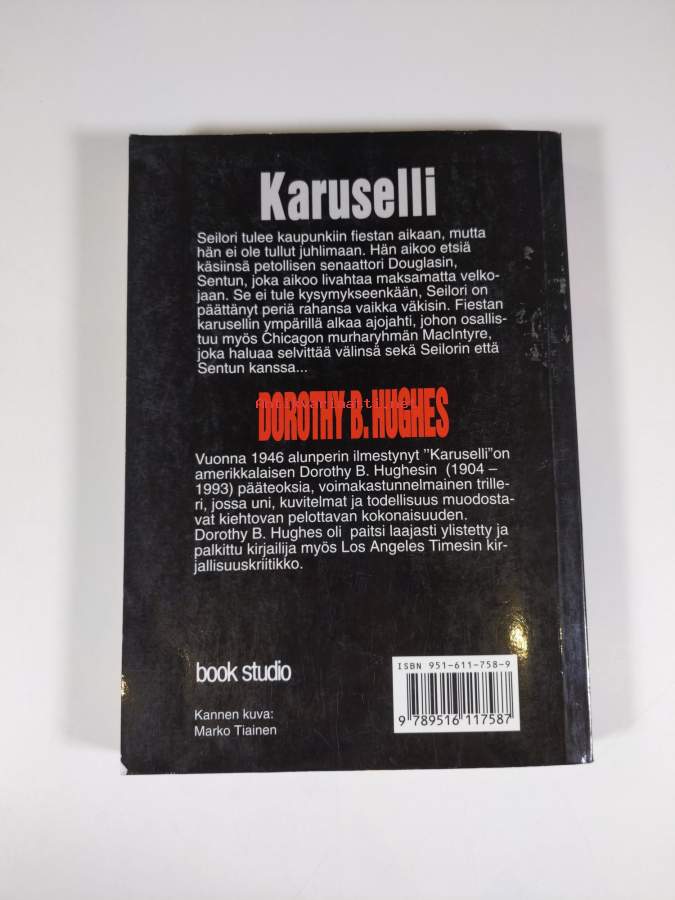 Karuselli
Seilori tulee kaupunkiin fiestan aikaan, mutta
hän ei ole tullut juhlimaan. Hän aikoo etsiä
käsiinsä petollisen senaattori Douglasin,
Sentun, joka aikoo livahtaa maksamatta velko-
jaan. Se ei tule kysymykseenkään, Seilori on
päättänyt periä rahansa vaikka väkisin. Fiestan
karusellin ympärillä alkaa ajojahti, johon osallis-
tuu myös Chicagon murharyhmän MacIntyre,
joka haluaa selvittää välinsä sekä Seilorin että
Sentun kanssa...
Antikvariaatti.net
DOROTHY B. HUGHES
Vuonna 1946 alunperin ilmestynyt ”Karuselli”on
amerikkalaisen Dorothy B. Hughesin (1904 –
1993) pääteoksia, voimakastunnelmainen trille-
ri, jossa uni, kuvitelmat ja todellisuus muodosta-
vat kiehtovan pelottavan kokonaisuuden.
Dorothy B. Hughes oli paitsi laajasti ylistetty ja
palkittu kirjailija myös Los Angeles Timesin kir-
jallisuuskriitikko.
book studio
Kannen kuva:
Marko Tiainen
ISBN 951-611-758-9
9 789516 117587